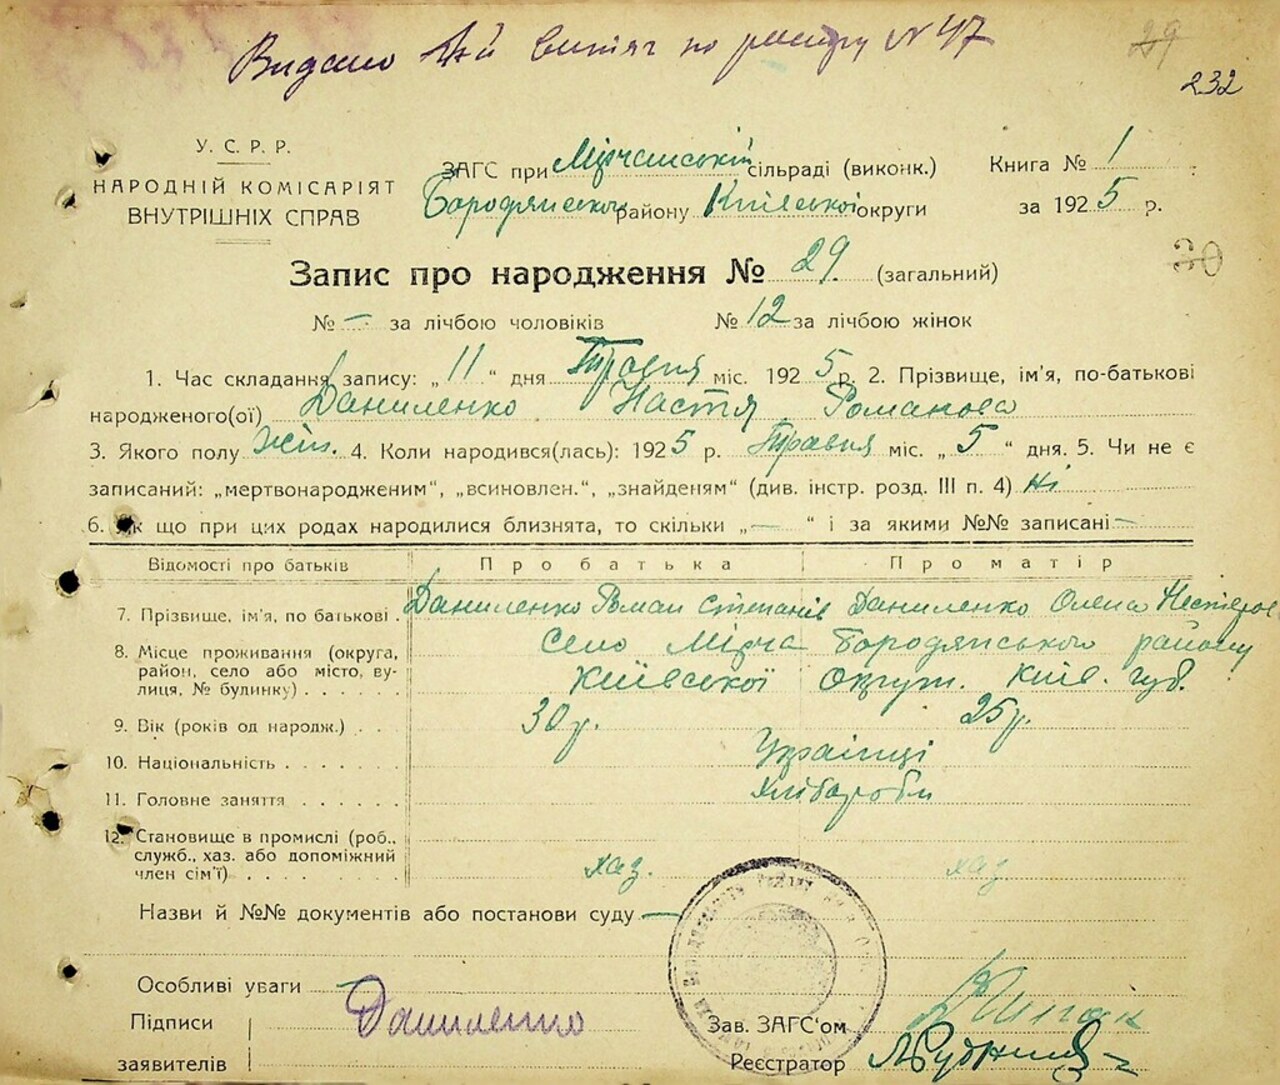 Видано 4й витяг по реєстру N 47
29
232
У. С. Р. Р.
НАРОДНІЙ КОМІСАРІЯТ
ВНУТРІШНІХ СПРАВ
ЗАГС при Мірчанській сільраді (виконк.)
Бородянського району Київської округи
Книга № 1
за 1925 р.
30
Запис про народження № 29 (загальний)
№ — за лічбою чоловіків № 12 за лічбою жінок
1. Час складання запису: „11“ дня Травня міс. 1925 р. 2. Прізвище, ім'я, по-батькові
народженого(ої) Даниленко Настя Романова
3. Якого полу жін. 4. Коли народився(лась): 1925 р. Травня міс. „5“ дня. 5. Чи не є
записаний: „мертвонародженим“, „всиновлен.“, „знайденям“ (див. інстр. розд. III п. 4) Ні
6. Як що при цих родах народилися близнята, то скільки „—“ і за якими №№ записані —
Відомості про батьків Про батька Про матір
7. Прізвище, ім'я, по батькові . Даниленко Роман Степанів Даниленко Олена Нестеров
8. Місце проживання (округа, район, село або місто, вулиця, № будинку) . . . . . . Село Мірча Бородянського району
Київської Округи. Київ. губ.
9. Вік (років од народж.) . . . 30 р. 25 р.
10. Національність . . . . . . . Українці
11. Головне заняття . . . . . . Хлібороби
12. Становище в промислі (роб., служб., хаз. або допоміжний член сім'ї) . . . . . . . . . хаз. хаз
Назви й №№ документів або постанови суду —
Особливі уваги —
Підписи
заявителів
Даниленко
Зав. ЗАГС'ом
Реєстратор